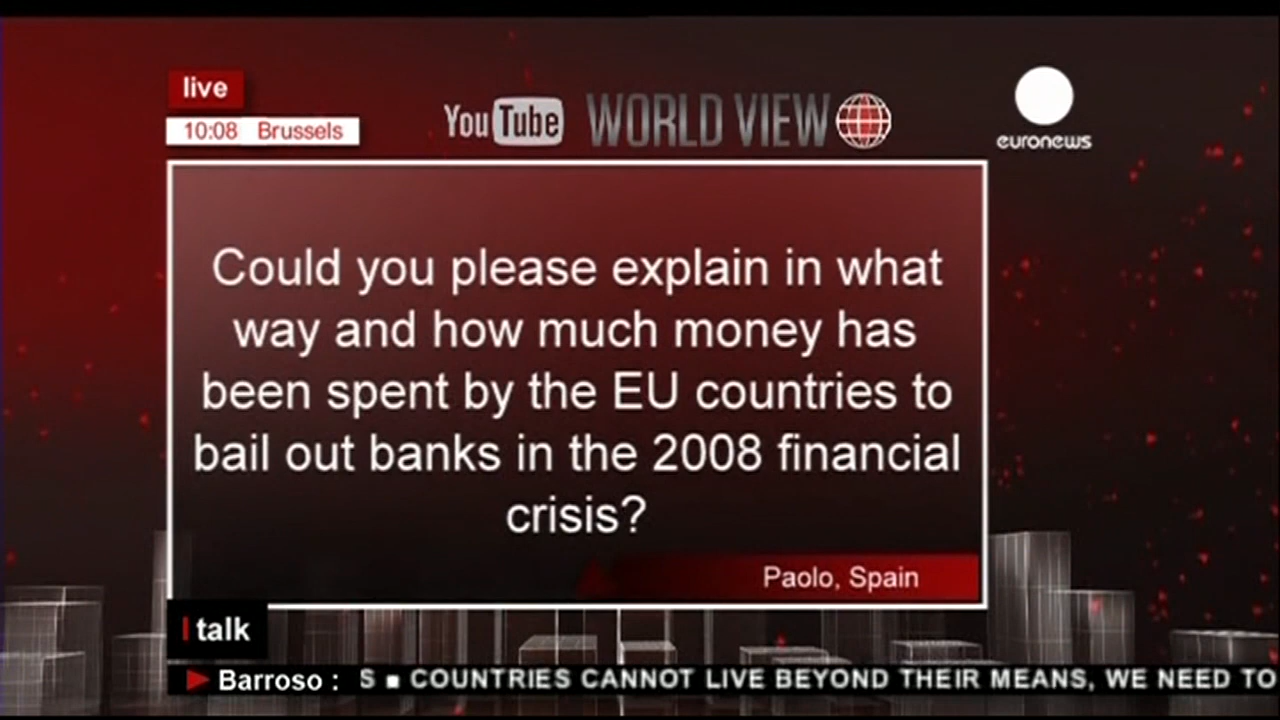 live
10:08 Brussels
YouTube WORLD VIEW
euronews
Could you please explain in what
way and how much money has
been spent by the EU countries to
bail out banks in the 2008 financial
crisis?
Paolo, Spain
I talk
Barroso : S ■ COUNTRIES CANNOT LIVE BEYOND THEIR MEANS, WE NEED TO